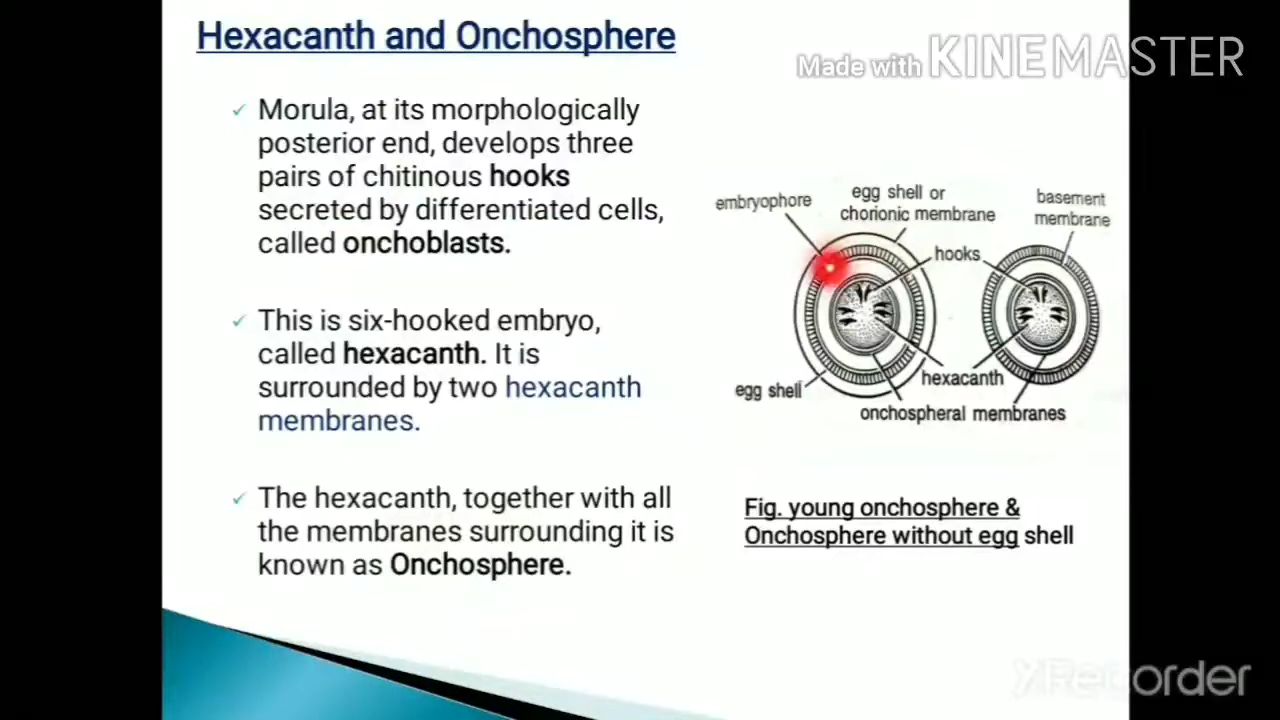 Hexacanth and Onchosphere
Made with KINEMASTER
✓ Morula, at its morphologically
posterior end, develops three
pairs of chitinous hooks
secreted by differentiated cells,
called onchoblasts.
✓ This is six-hooked embryo,
called hexacanth. It is
surrounded by two hexacanth
membranes.
✓ The hexacanth, together with all
the membranes surrounding it is
known as Onchosphere.
embryophore
egg shell or
chorionic membrane
basement
membrane
hooks
egg shell
hexacanth
onchospheral membranes
Fig. young onchosphere &
Onchosphere without egg shell
XRecorder